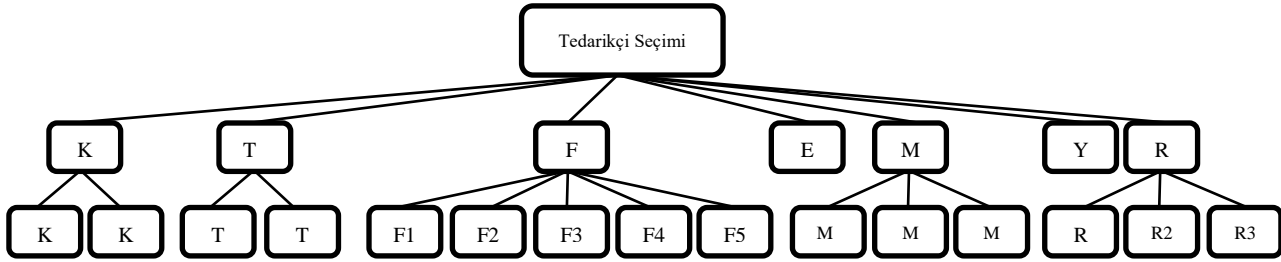 Tedarikçi Seçimi
K T F E M Y R
K K T T F1 F2 F3 F4 F5 M M M R R2 R3